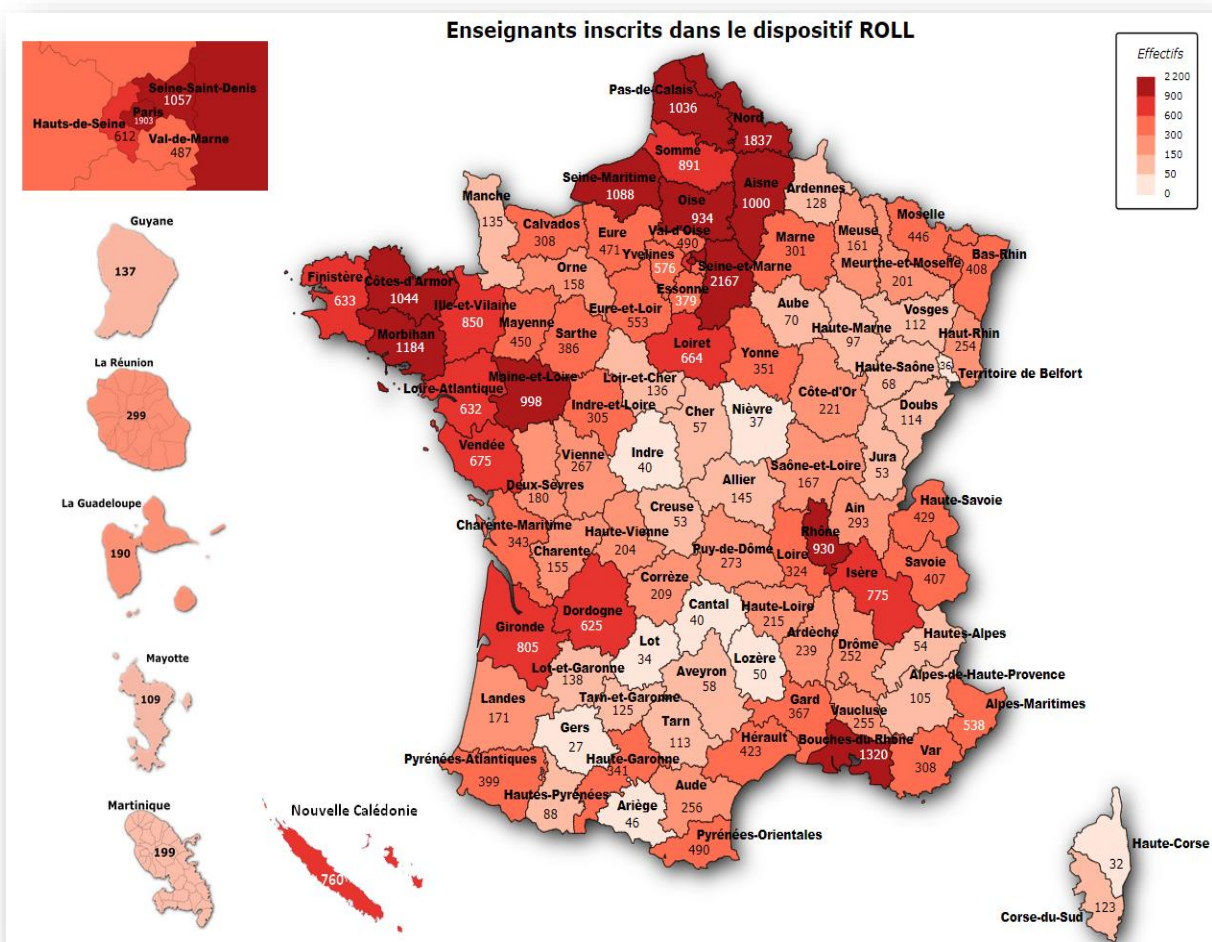 Enseignants inscrits dans le dispositif ROLL
Effectifs
2 200
900
600
300
150
50
0
Seine-Saint-Denis
1057
Paris
1903
Hauts-de-Seine
612
Val-de-Marne
487
Guyane
137
La Réunion
299
La Guadeloupe
190
Mayotte
109
Martinique
199
Nouvelle Calédonie
760
Pas-de-Calais
1036
Nord
1837
Somme
891
Seine-Maritime
1088
Oise
934
Aisne
1000
Ardennes
128
Manche
135
Calvados
308
Eure
471
Val-d'Oise
490
Yvelines
576
Seine-et-Marne
2167
Essonne
379
Marne
301
Meuse
161
Moselle
446
Meurthe-et-Moselle
201
Bas-Rhin
408
Orne
158
Eure-et-Loir
553
Finistère
633
Côtes-d'Armor
1044
Ille-et-Vilaine
850
Morbihan
1184
Mayenne
450
Sarthe
386
Loiret
664
Yonne
351
Aube
70
Haute-Marne
97
Vosges
112
Haut-Rhin
254
Haute-Saône
68
36
Territoire de Belfort
Loire-Atlantique
632
Maine-et-Loire
998
Indre-et-Loire
305
Loir-et-Cher
136
Cher
57
Nièvre
37
Côte-d'Or
221
Doubs
114
Vendée
675
Deux-Sèvres
180
Vienne
267
Indre
40
Allier
145
Saône-et-Loire
167
Jura
53
Charente-Maritime
343
Charente
155
Haute-Vienne
204
Creuse
53
Puy-de-Dôme
273
Loire
324
Rhône
930
Ain
293
Haute-Savoie
429
Savoie
407
Isère
775
Gironde
805
Dordogne
625
Corrèze
209
Cantal
40
Haute-Loire
215
Ardèche
239
Drôme
252
Hautes-Alpes
54
Lot
34
Lozère
50
Aveyron
58
Lot-et-Garonne
138
Tarn-et-Garonne
125
Landes
171
Gers
27
Tarn
113
Gard
367
Vaucluse
255
Alpes-de-Haute-Provence
105
Alpes-Maritimes
538
Bouches-du-Rhône
1320
Var
308
Hérault
423
Pyrénées-Atlantiques
399
Hautes-Pyrénées
88
Haute-Garonne
341
Ariège
46
Aude
256
Pyrénées-Orientales
490
Haute-Corse
32
Corse-du-Sud
123